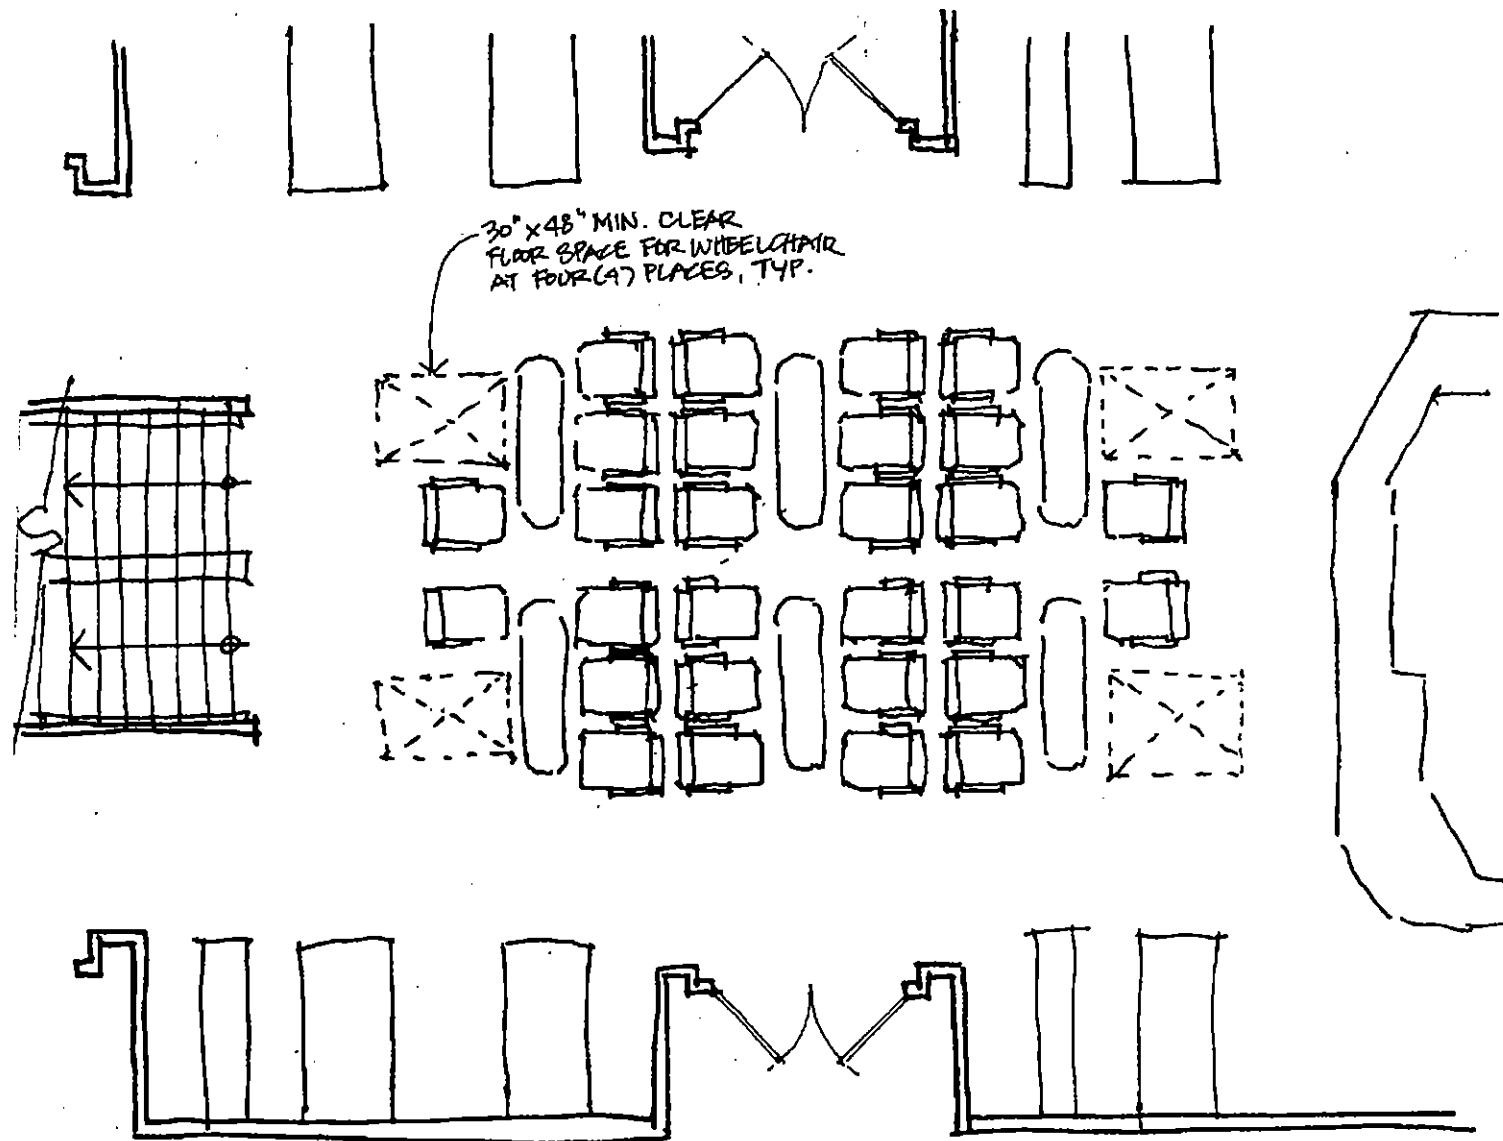 30" x 48" MIN. CLEAR
FLOOR SPACE FOR WHEELCHAIR
AT FOUR (4) PLACES, TYP.